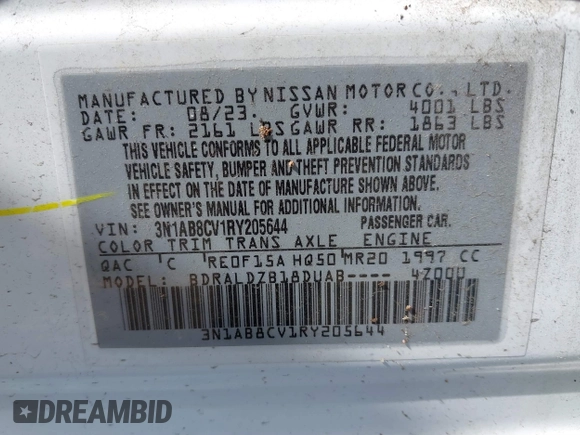 MANUFACTURED BY NISSAN MOTOR CO., LTD.
DATE: 08/23. GVWR: 4001 LBS
GAWR FR: 2161 LBS GAWR RR: 1863 LBS
THIS VEHICLE CONFORMS TO ALL APPLICABLE FEDERAL MOTOR
VEHICLE SAFETY, BUMPER AND THEFT PREVENTION STANDARDS
IN EFFECT ON THE DATE OF MANUFACTURE SHOWN ABOVE.
SEE OWNER'S MANUAL FOR ADDITIONAL INFORMATION.
VIN: 3N1AB8CV1RY205644 PASSENGER CAR.
COLOR TRIM TRANS AXLE ENGINE
QAC C RE0F15A HQ50 MR20 1997 CC
MODEL: BDRALDZ818DUAB---- 4Z000
3N1AB8CV1RY205644
DREAMBID